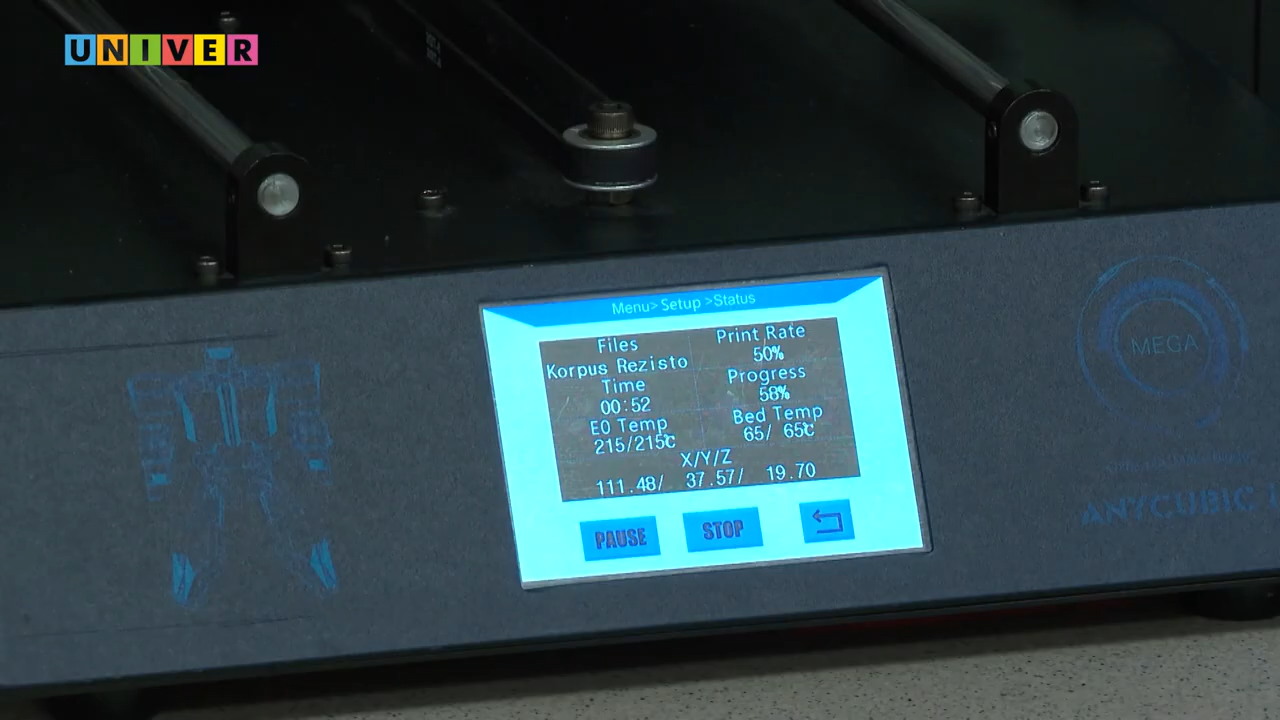 UNIVER
Menu> Setup >Status
Files
Korpus Rezisto
Time
00:52
E0 Temp
215/215℃
Print Rate
50%
Progress
58%
Bed Temp
65/ 65℃
X/Y/Z
111.48/ 37.57/ 19.70
PAUSE
STOP
MEGA
ANYCUBIC